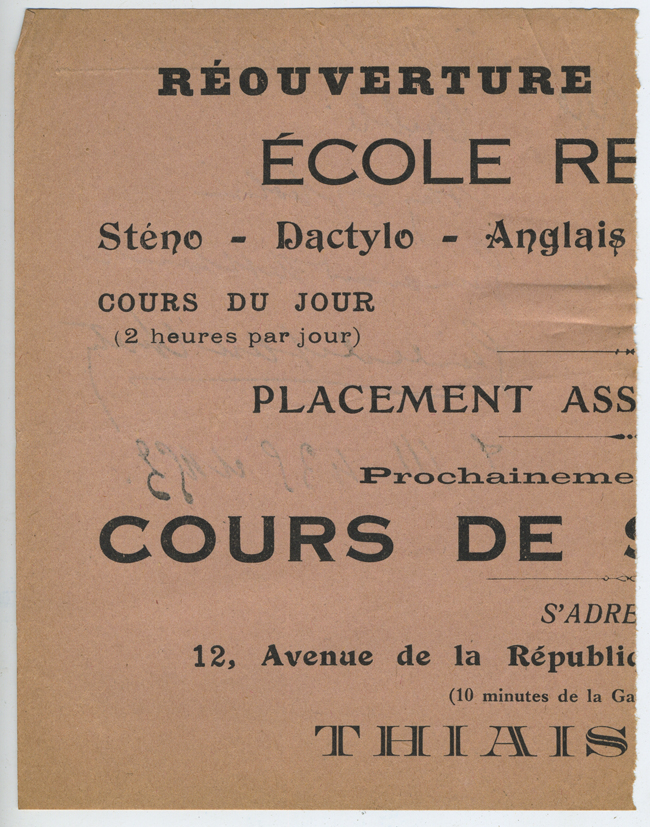 RÉOUVERTURE
ÉCOLE RE
Sténo - Dactylo - Anglais
COURS DU JOUR
(2 heures par jour)
PLACEMENT ASS
Prochaineme
COURS DE S
S'ADRE
12, Avenue de la Républic
(10 minutes de la Ga
THIAIS